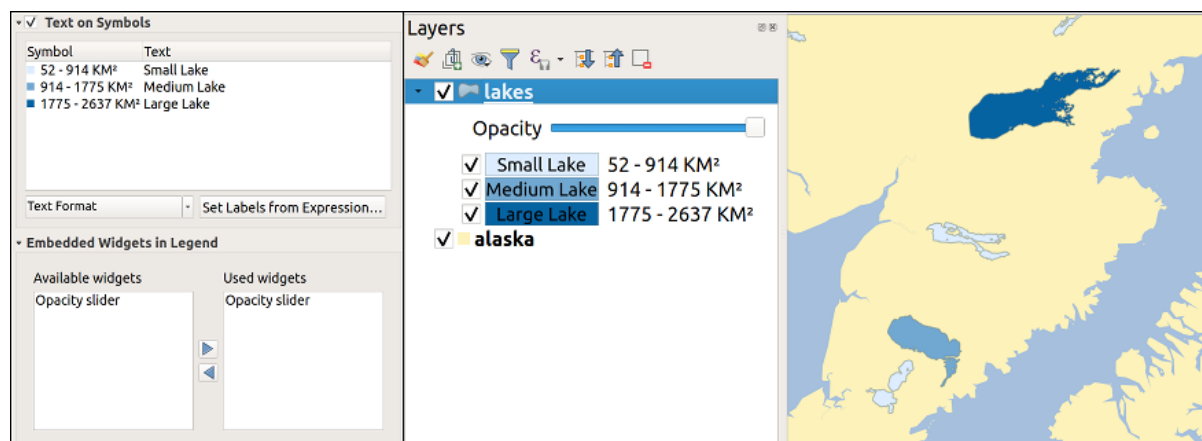 Text on Symbols
Symbol Text
52 - 914 KM² Small Lake
914 - 1775 KM² Medium Lake
1775 - 2637 KM² Large Lake
Text Format Set Labels from Expression...
Embedded Widgets in Legend
Available widgets Used widgets
Opacity slider Opacity slider
Layers
lakes
Opacity
Small Lake 52 - 914 KM²
Medium Lake 914 - 1775 KM²
Large Lake 1775 - 2637 KM²
alaska